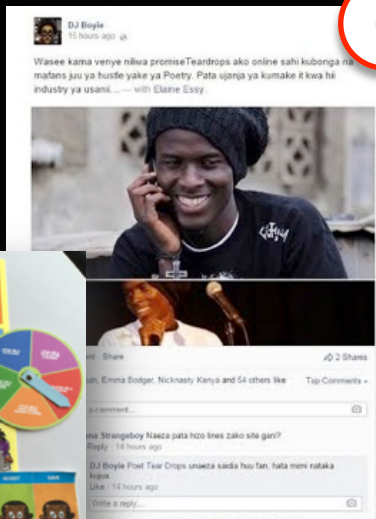 DJ Boyie
15 hours ago
Wasee kama venye niliwa promiseTeardrops ako online sahi kubonga na
mafans juu ya hustle yake ya Poetry. Pata ujanja ya kumake it kwa hii
industry ya usanii.... — with Elaine Essy.
Share
2 Shares
Emma Bodger, Nicknasty Kenya and 54 others like
Top Comments
a comment...
Strangeboy Naeza pata hizo lines zako site gani?
Reply · 14 hours ago
DJ Boyie Poet Tear Drops unaeza saidia huu fan, hata mimi nataka
kujua
Like · 14 hours ago
Write a reply...